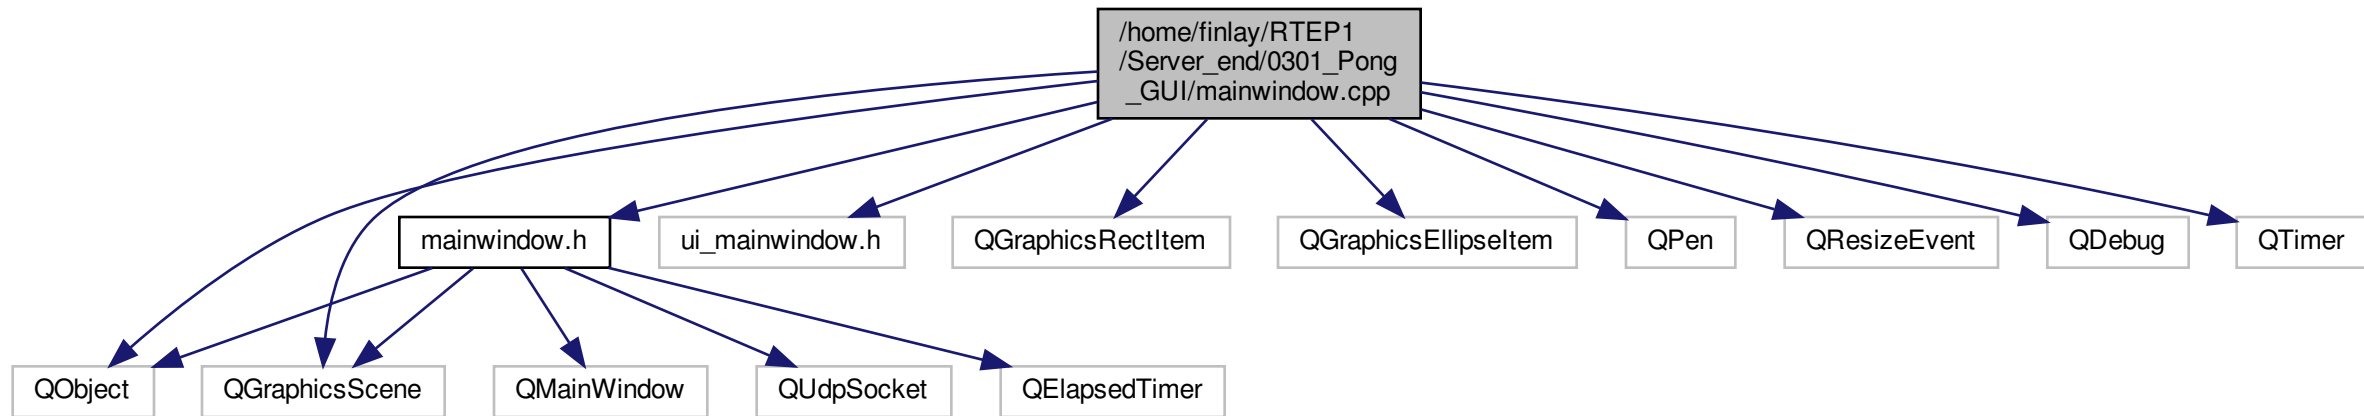 /home/finlay/RTEP1
/Server_end/0301_Pong
_GUI/mainwindow.cpp
mainwindow.h
ui_mainwindow.h
QGraphicsRectItem
QGraphicsEllipseItem
QPen
QResizeEvent
QDebug
QTimer
QObject
QGraphicsScene
QMainWindow
QUdpSocket
QElapsedTimer